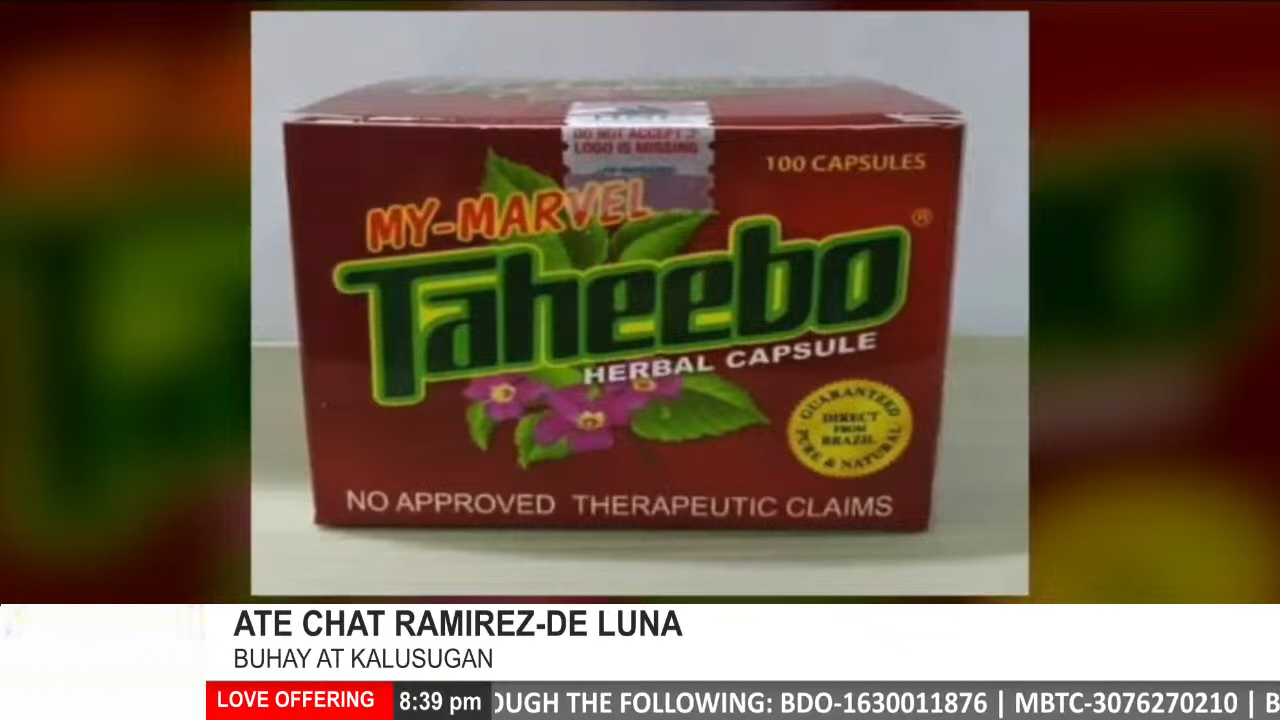 DO NOT ACCEPT IF
LOGO IS MISSING
100 CAPSULES
MY-MARVEL
Taheebo®
HERBAL CAPSULE
GUARANTEED
DIRECT
FROM
BRAZIL
PURE & NATURAL
NO APPROVED THERAPEUTIC CLAIMS
ATE CHAT RAMIREZ-DE LUNA
BUHAY AT KALUSUGAN
LOVE OFFERING 8:39 pm OUGH THE FOLLOWING: BDO-1630011876 | MBTC-3076270210 | B